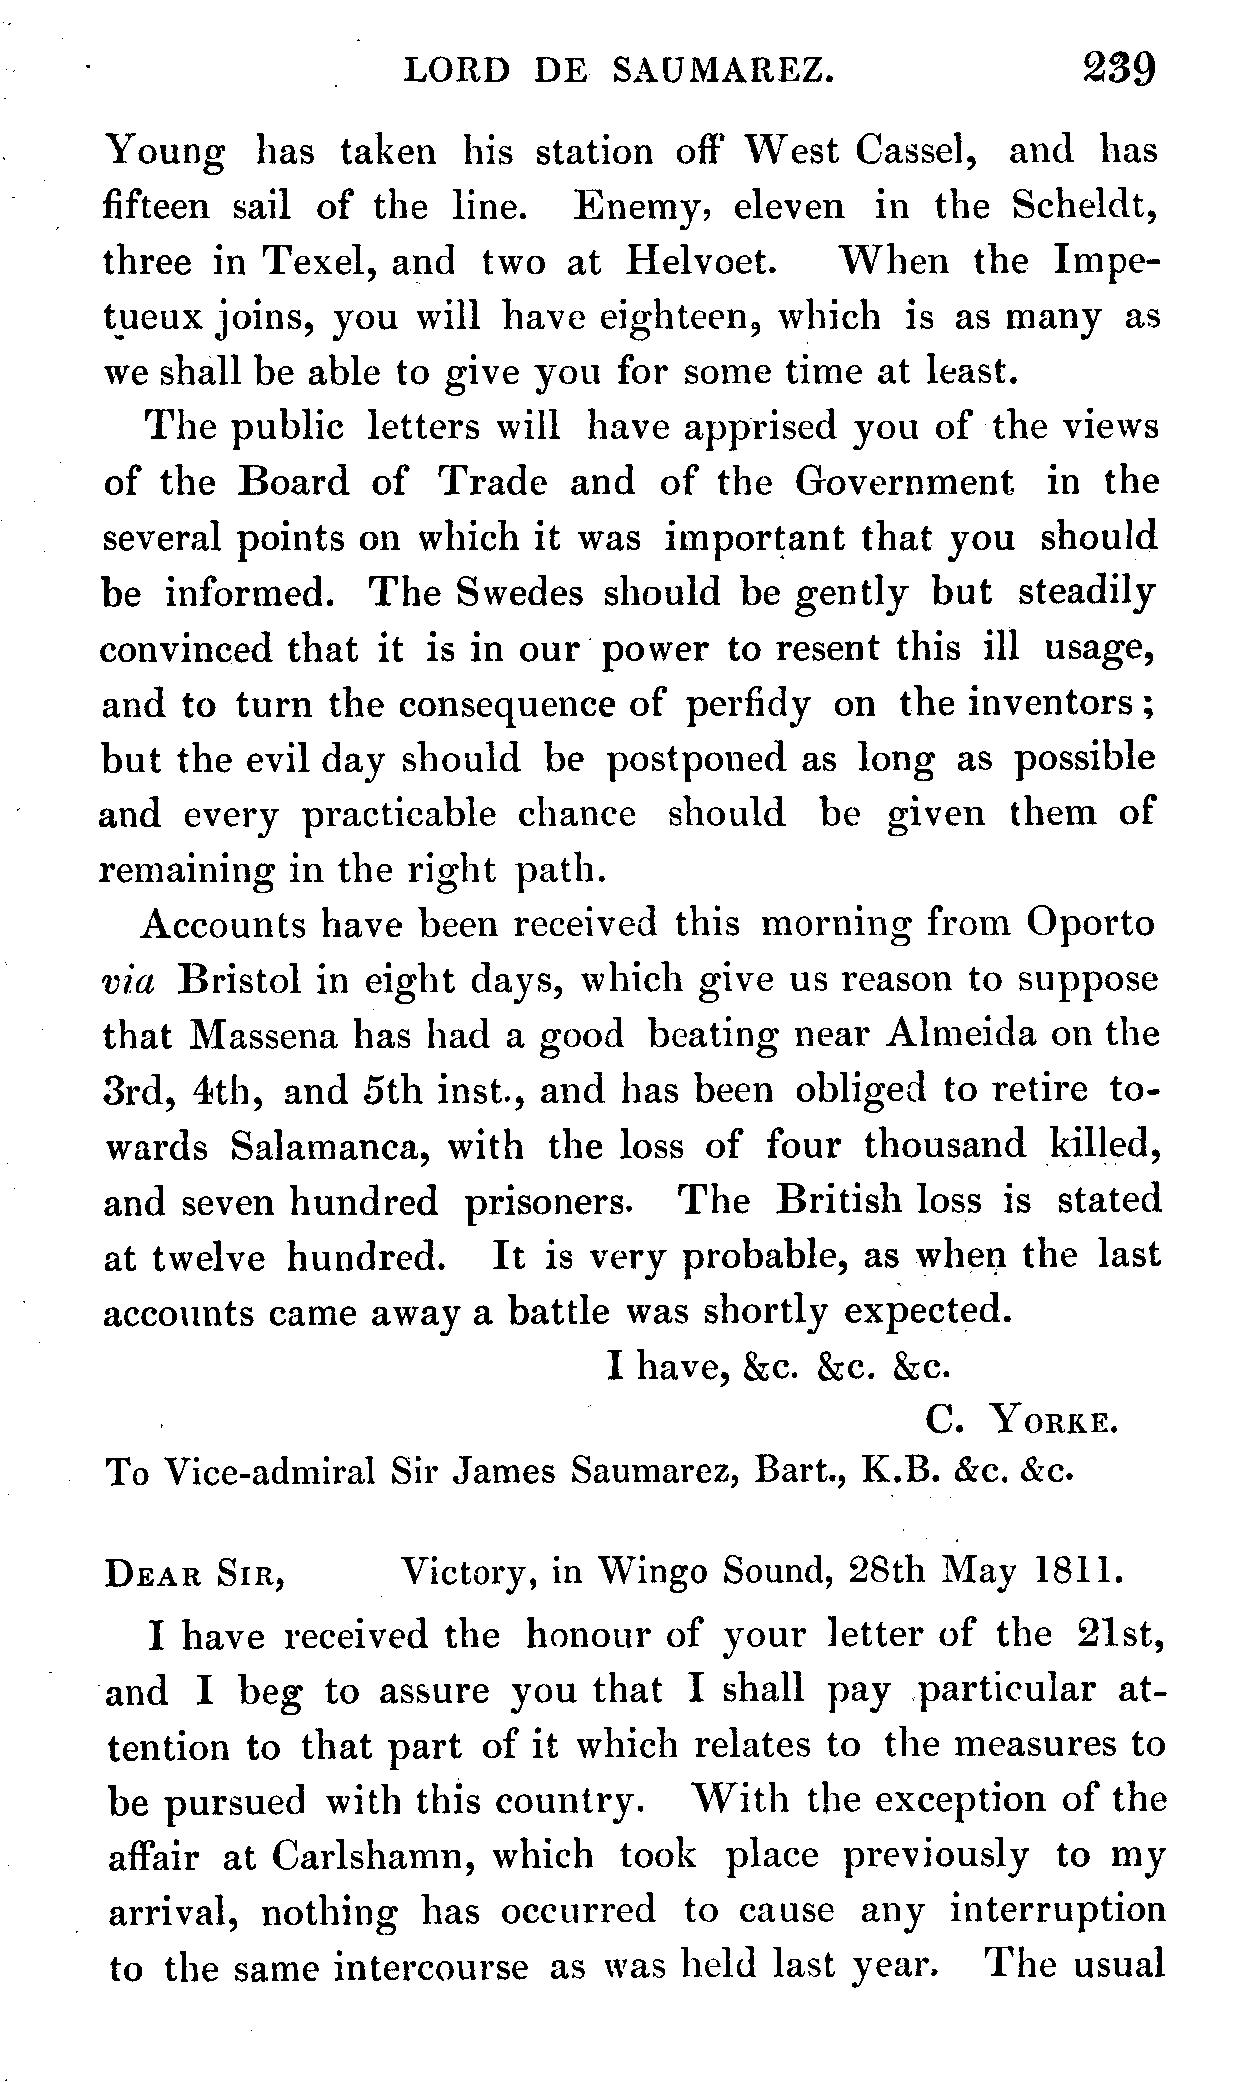 LORD DE SAUMAREZ. 239
Young has taken his station off West Cassel, and has
fifteen sail of the line. Enemy, eleven in the Scheldt,
three in Texel, and two at Helvoet. When the Impe-
tueux joins, you will have eighteen, which is as many as
we shall be able to give you for some time at least.
The public letters will have apprised you of the views
of the Board of Trade and of the Government in the
several points on which it was important that you should
be informed. The Swedes should be gently but steadily
convinced that it is in our power to resent this ill usage,
and to turn the consequence of perfidy on the inventors;
but the evil day should be postponed as long as possible
and every practicable chance should be given them of
remaining in the right path.
Accounts have been received this morning from Oporto
via Bristol in eight days, which give us reason to suppose
that Massena has had a good beating near Almeida on the
3rd, 4th, and 5th inst., and has been obliged to retire to-
wards Salamanca, with the loss of four thousand killed,
and seven hundred prisoners. The British loss is stated
at twelve hundred. It is very probable, as when the last
accounts came away a battle was shortly expected.
I have, &c. &c. &c.
C. YORKE.
To Vice-admiral Sir James Saumarez, Bart., K.B. &c. &c.
DEAR SIR, Victory, in Wingo Sound, 28th May 1811.
I have received the honour of your letter of the 21st,
and I beg to assure you that I shall pay particular at-
tention to that part of it which relates to the measures to
be pursued with this country. With the exception of the
affair at Carlshamn, which took place previously to my
arrival, nothing has occurred to cause any interruption
to the same intercourse as was held last year. The usual